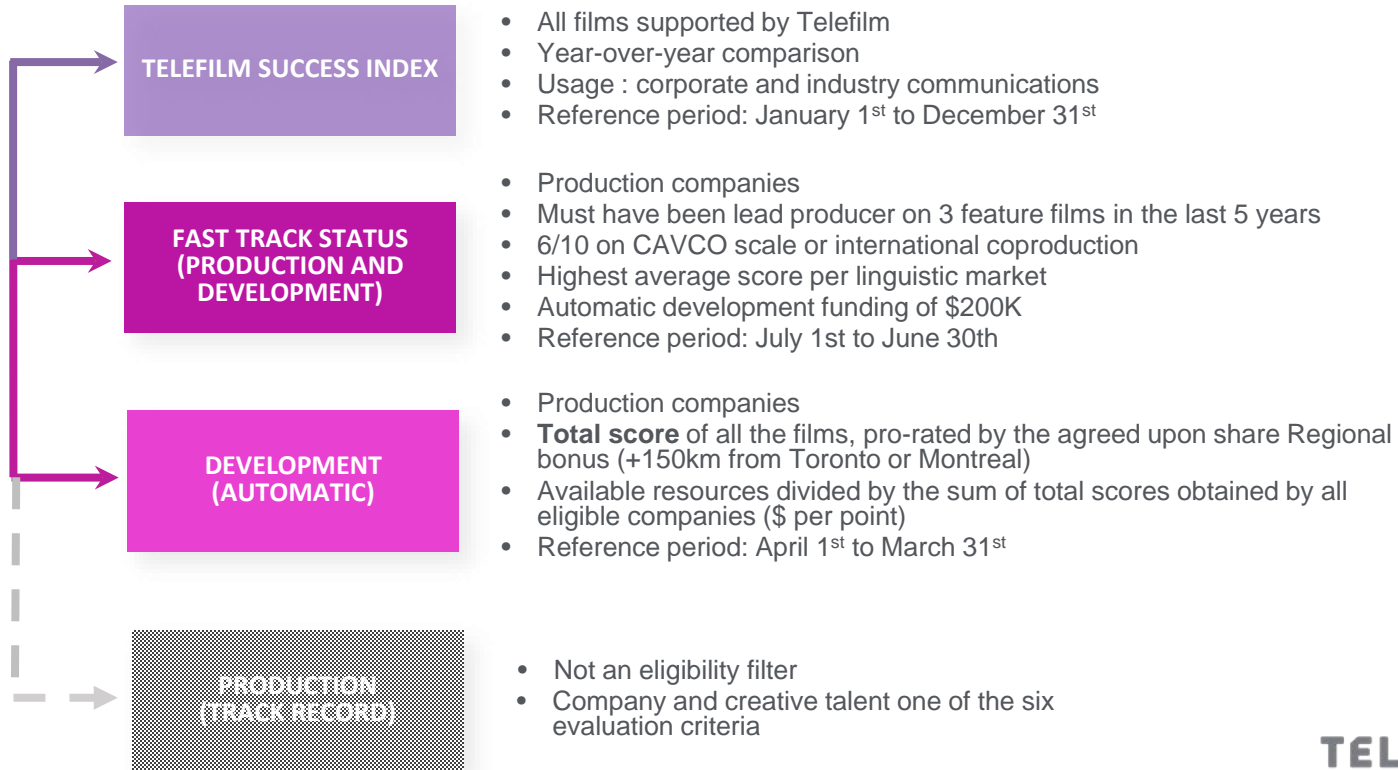 TELEFILM SUCCESS INDEX
• All films supported by Telefilm
• Year-over-year comparison
• Usage : corporate and industry communications
• Reference period: January 1st to December 31st
FAST TRACK STATUS
(PRODUCTION AND
DEVELOPMENT)
• Production companies
• Must have been lead producer on 3 feature films in the last 5 years
• 6/10 on CAVCO scale or international coproduction
• Highest average score per linguistic market
• Automatic development funding of $200K
• Reference period: July 1st to June 30th
DEVELOPMENT
(AUTOMATIC)
• Production companies
• Total score of all the films, pro-rated by the agreed upon share Regional
bonus (+150km from Toronto or Montreal)
• Available resources divided by the sum of total scores obtained by all
eligible companies ($ per point)
• Reference period: April 1st to March 31st
PRODUCTION
(TRACK RECORD)
• Not an eligibility filter
• Company and creative talent one of the six
evaluation criteria
TEL